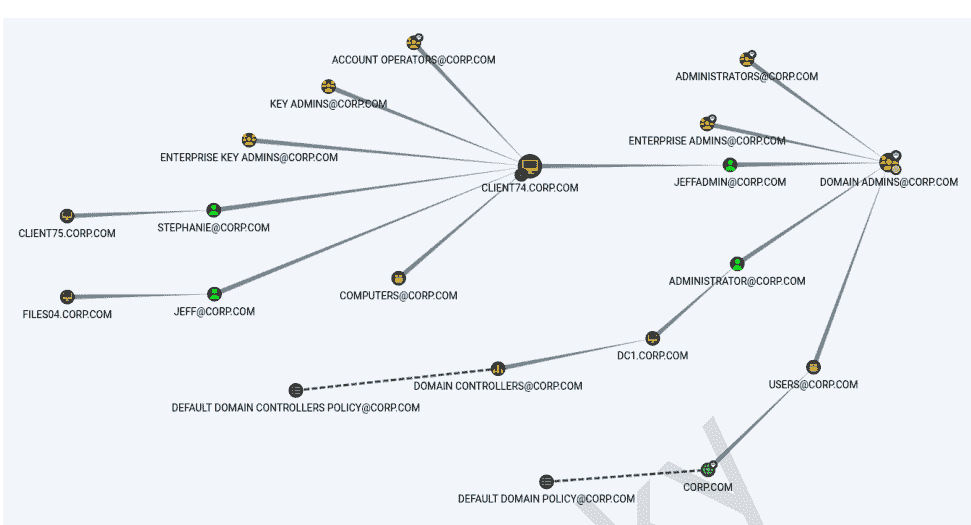 ACCOUNT OPERATORS@CORP.COM
ADMINISTRATORS@CORP.COM
KEY ADMINS@CORP.COM
ENTERPRISE ADMINS@CORP.COM
ENTERPRISE KEY ADMINS@CORP.COM
CLIENT74.CORP.COM
JEFFADMIN@CORP.COM
DOMAIN ADMINS@CORP.COM
CLIENT75.CORP.COM
STEPHANIE@CORP.COM
ADMINISTRATOR@CORP.COM
COMPUTERS@CORP.COM
FILES04.CORP.COM
JEFF@CORP.COM
DC1.CORP.COM
DOMAIN CONTROLLERS@CORP.COM
USERS@CORP.COM
DEFAULT DOMAIN CONTROLLERS POLICY@CORP.COM
CORP.COM
DEFAULT DOMAIN POLICY@CORP.COM